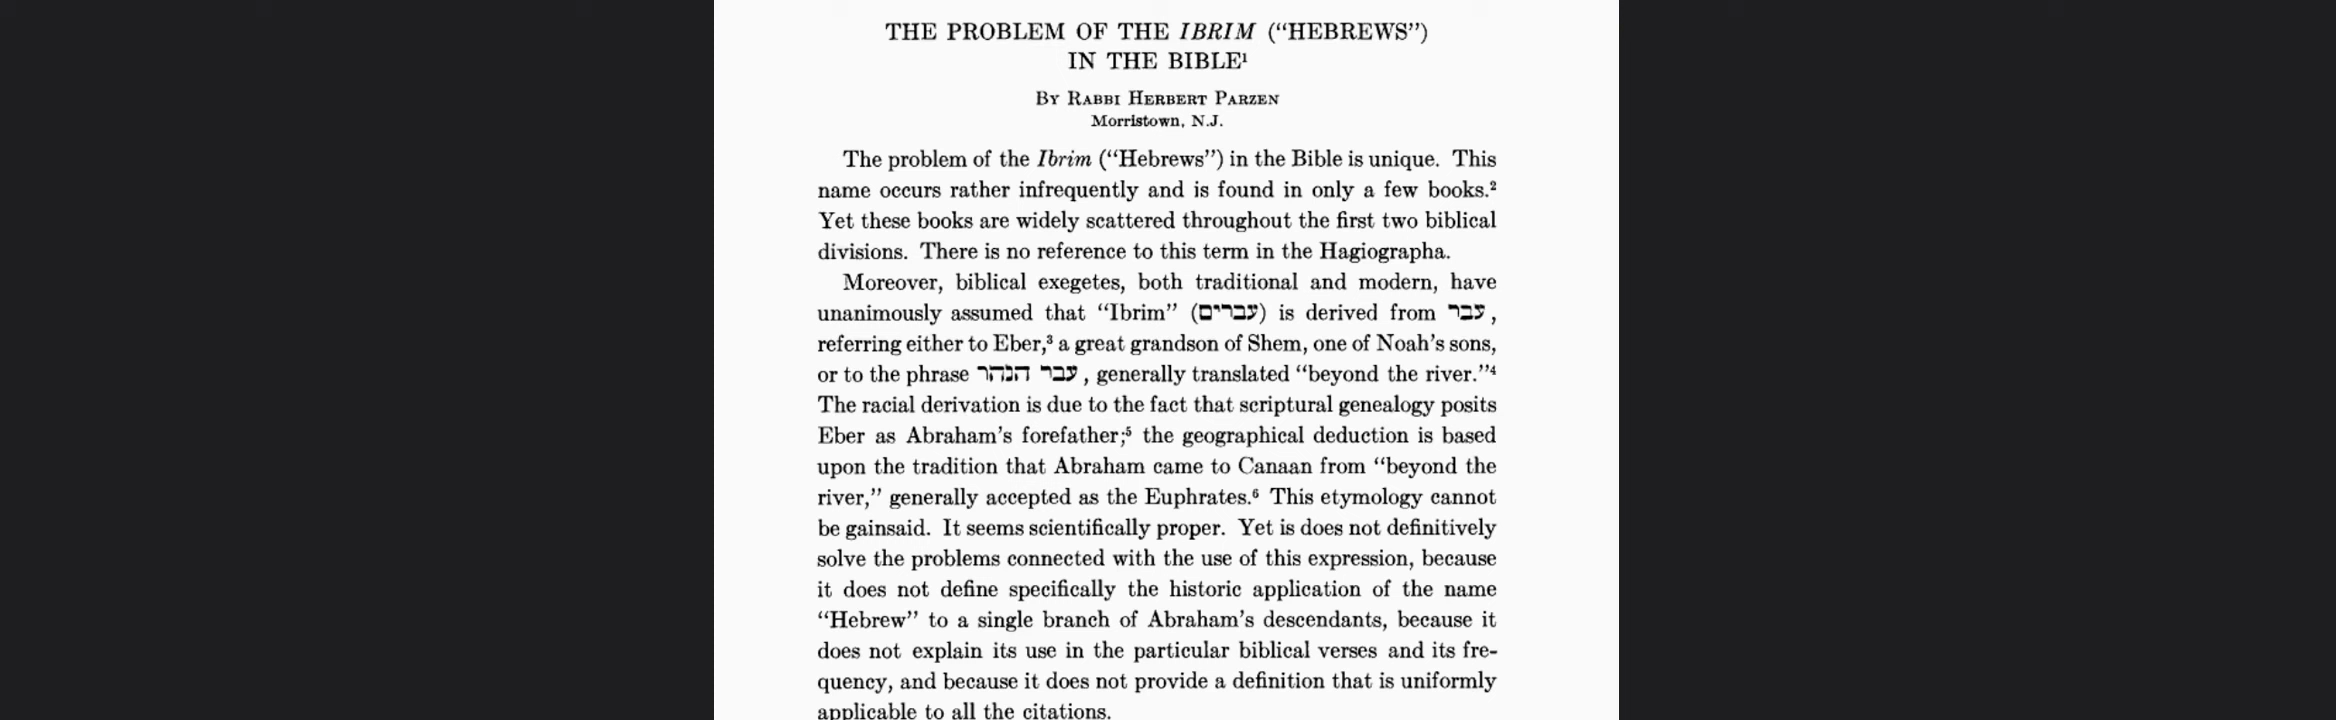 THE PROBLEM OF THE IBRIM (“HEBREWS”)
IN THE BIBLE¹
By Rabbi Herbert Parzen
Morristown, N.J.
The problem of the Ibrim (“Hebrews”) in the Bible is unique. This
name occurs rather infrequently and is found in only a few books.²
Yet these books are widely scattered throughout the first two biblical
divisions. There is no reference to this term in the Hagiographa.
Moreover, biblical exegetes, both traditional and modern, have
unanimously assumed that “Ibrim” (עברים) is derived from עבר,
referring either to Eber,³ a great grandson of Shem, one of Noah’s sons,
or to the phrase עבר הנהר, generally translated “beyond the river.”⁴
The racial derivation is due to the fact that scriptural genealogy posits
Eber as Abraham’s forefather;⁵ the geographical deduction is based
upon the tradition that Abraham came to Canaan from “beyond the
river,” generally accepted as the Euphrates.⁶ This etymology cannot
be gainsaid. It seems scientifically proper. Yet is does not definitively
solve the problems connected with the use of this expression, because
it does not define specifically the historic application of the name
“Hebrew” to a single branch of Abraham’s descendants, because it
does not explain its use in the particular biblical verses and its fre-
quency, and because it does not provide a definition that is uniformly
applicable to all the citations.